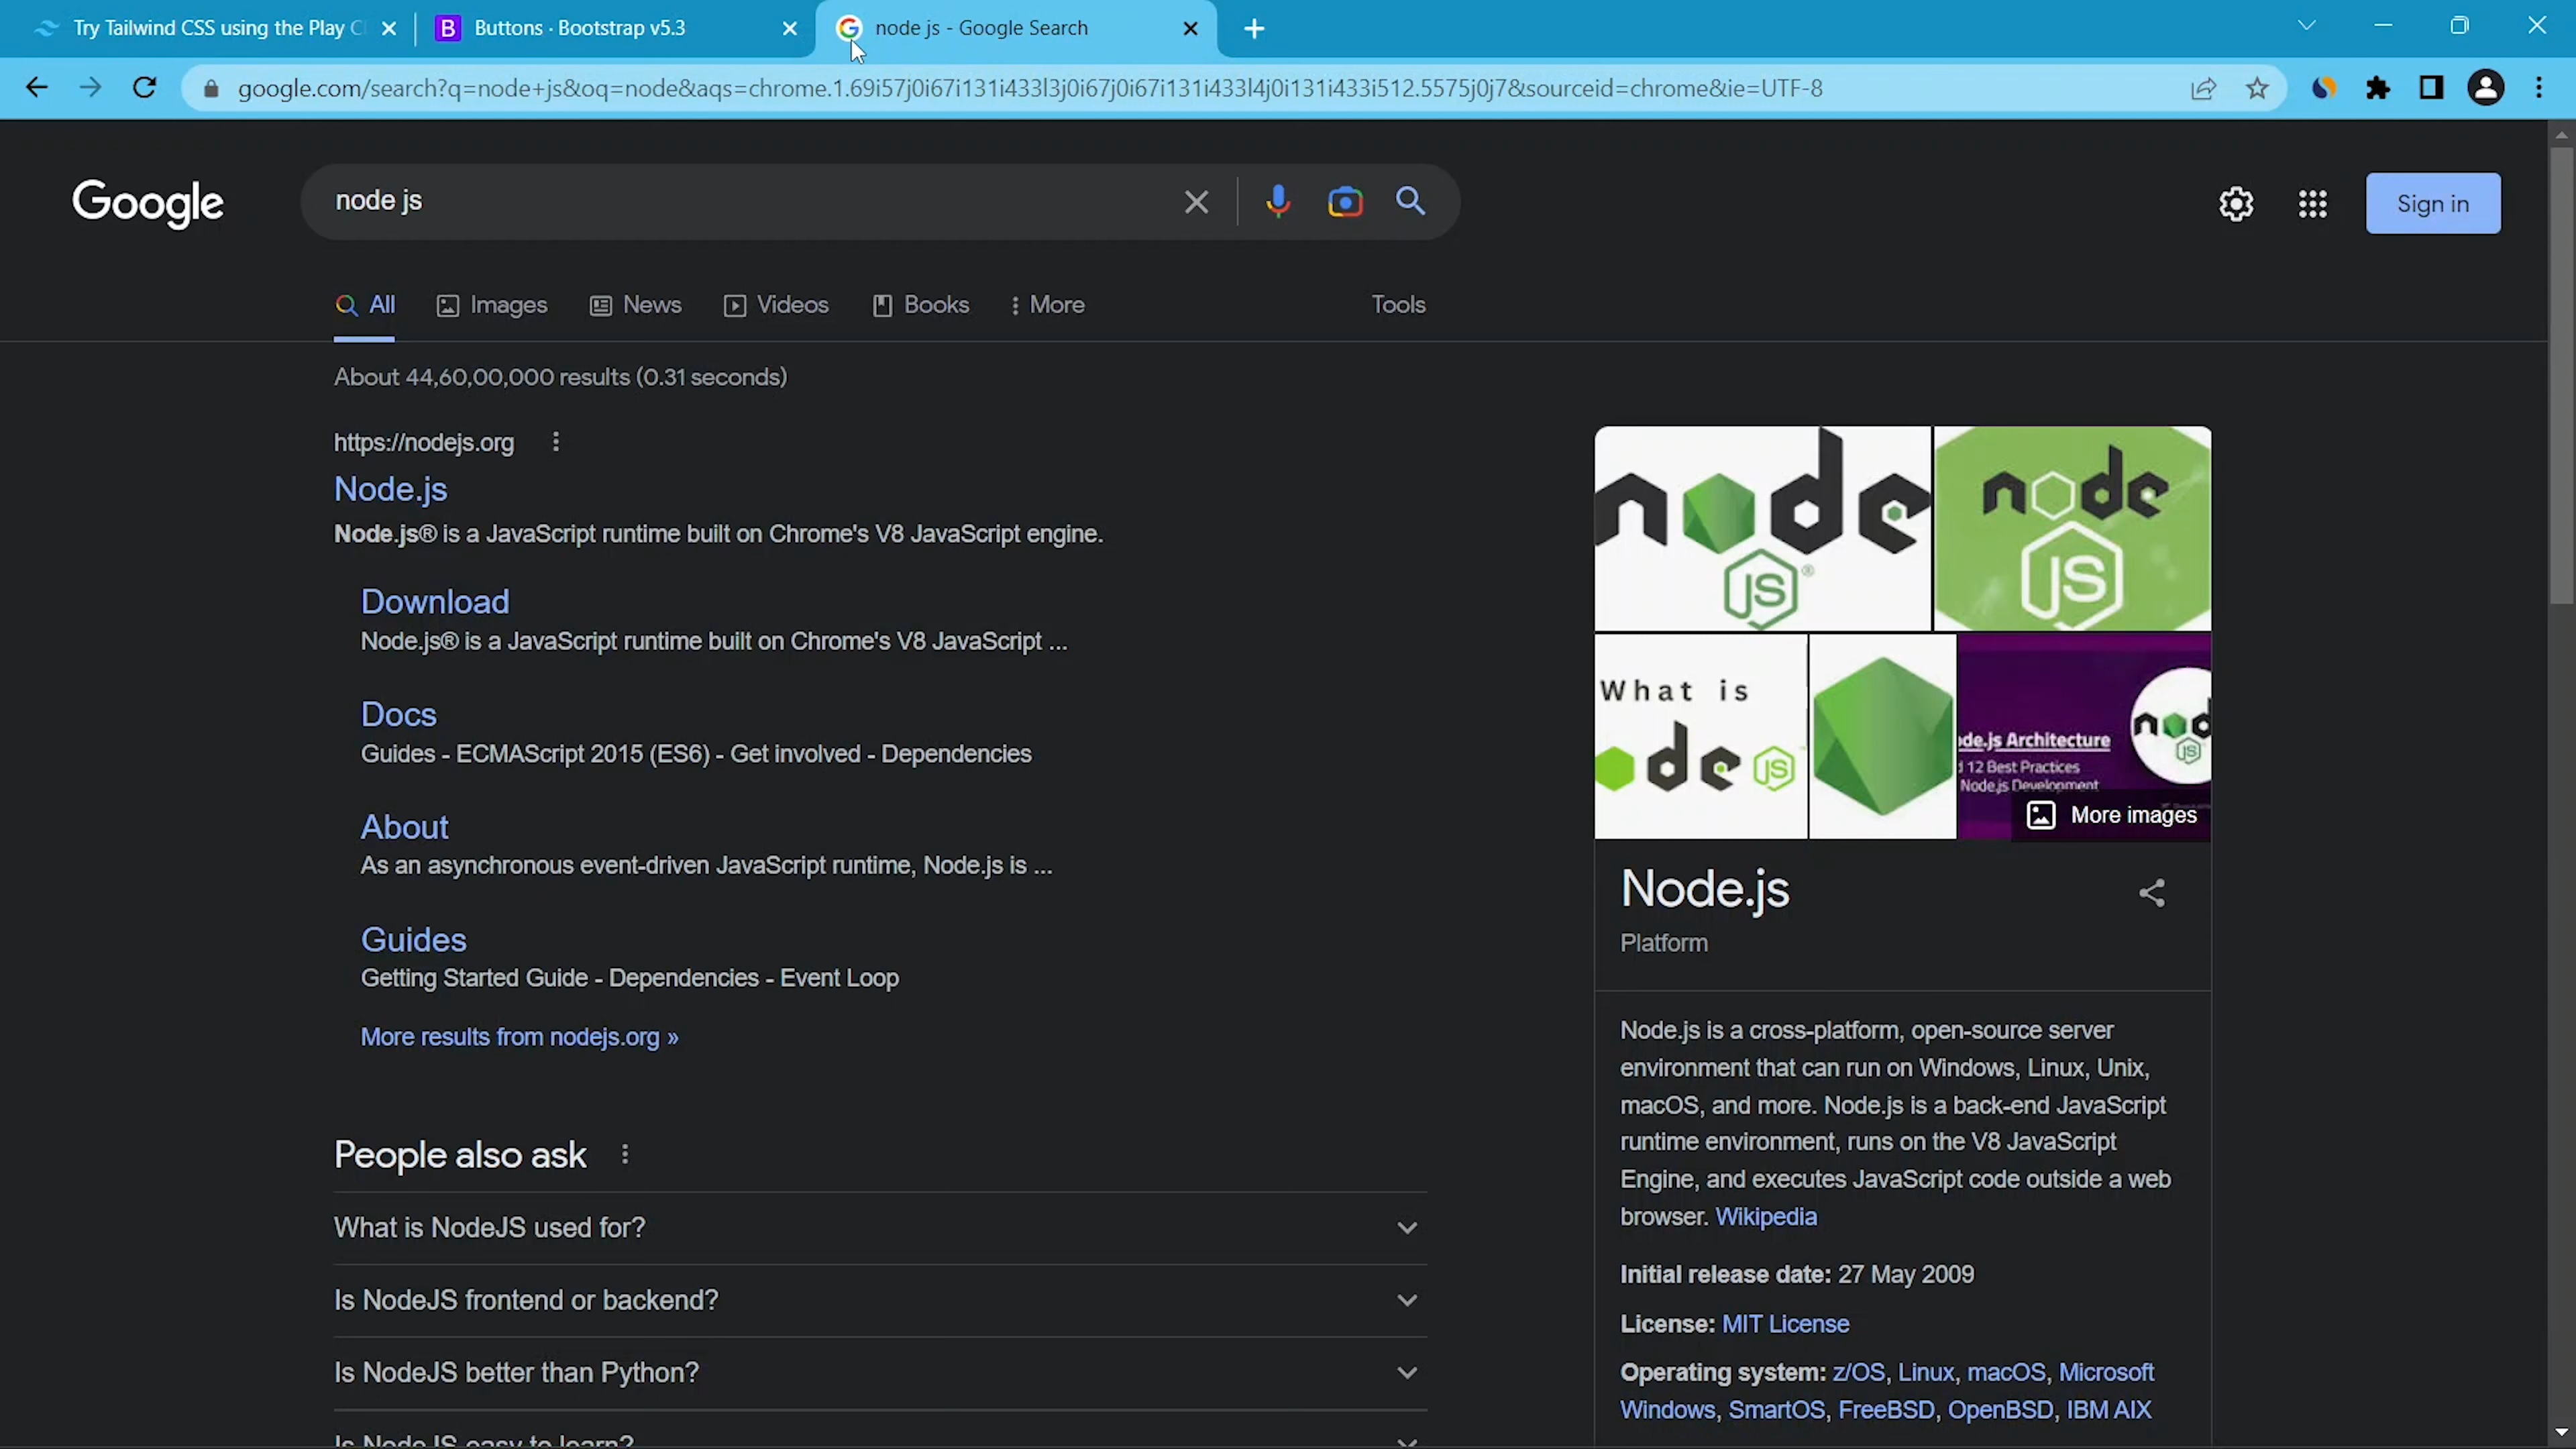 Try Tailwind CSS using the Play C
Buttons · Bootstrap v5.3
node js - Google Search
google.com/search?q=node+js&oq=node&aqs=chrome.1.69i57j0i67i131i433l3j0i67j0i67i131i433l4j0i131i433i512.5575j0j7&sourceid=chrome&ie=UTF-8
Google
node js
Sign in
All
Images
News
Videos
Books
More
Tools
About 44,60,00,000 results (0.31 seconds)
https://nodejs.org
Node.js
Node.js® is a JavaScript runtime built on Chrome's V8 JavaScript engine.
Download
Node.js® is a JavaScript runtime built on Chrome's V8 JavaScript ...
Docs
Guides - ECMAScript 2015 (ES6) - Get involved - Dependencies
About
As an asynchronous event-driven JavaScript runtime, Node.js is ...
Guides
Getting Started Guide - Dependencies - Event Loop
More results from nodejs.org »
People also ask
What is NodeJS used for?
Is NodeJS frontend or backend?
Is NodeJS better than Python?
Is NodeJS easy to learn?
node
JS
node
JS
What is
ode JS
de.js Architecture
12 Best Practices
Node.js Development
nod
JS
More images
Node.js
Platform
Node.js is a cross-platform, open-source server
environment that can run on Windows, Linux, Unix,
macOS, and more. Node.js is a back-end JavaScript
runtime environment, runs on the V8 JavaScript
Engine, and executes JavaScript code outside a web
browser. Wikipedia
Initial release date: 27 May 2009
License: MIT License
Operating system: z/OS, Linux, macOS, Microsoft
Windows, SmartOS, FreeBSD, OpenBSD, IBM AIX